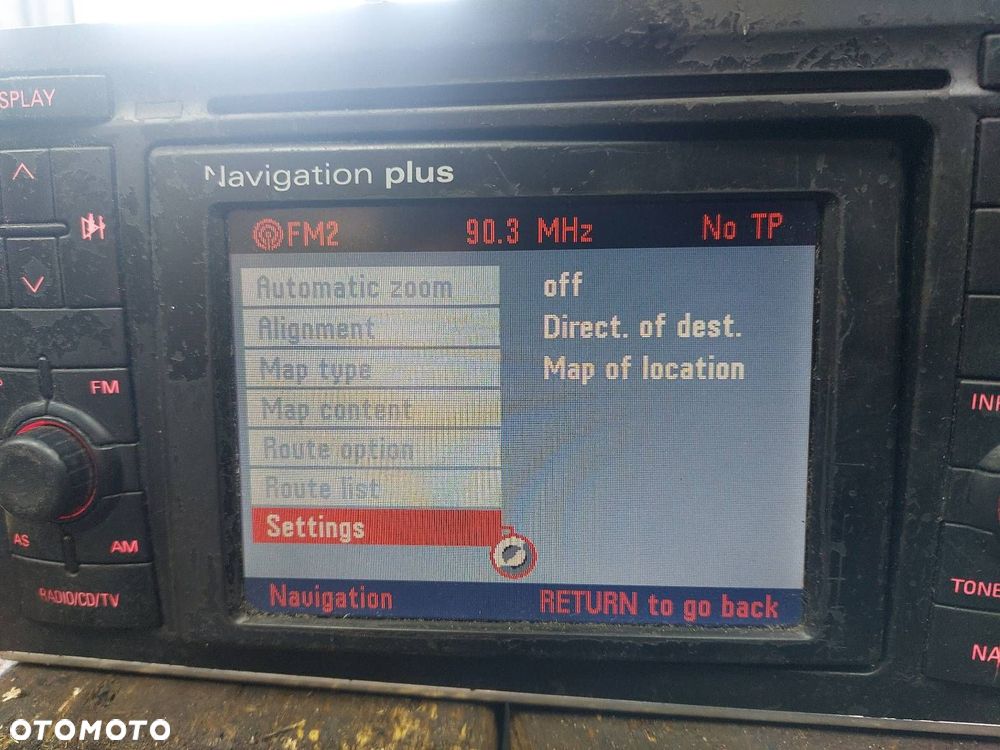 SPLAY
Navigation plus
FM2 90.3 MHz No TP
Automatic zoom off
Alignment Direct. of dest.
Map type Map of location
Map content
Route option
Route list
Settings
Navigation RETURN to go back
FM
AS
AM
RADIO/CD/TV
INF
TONE
NA
OTOMOTO